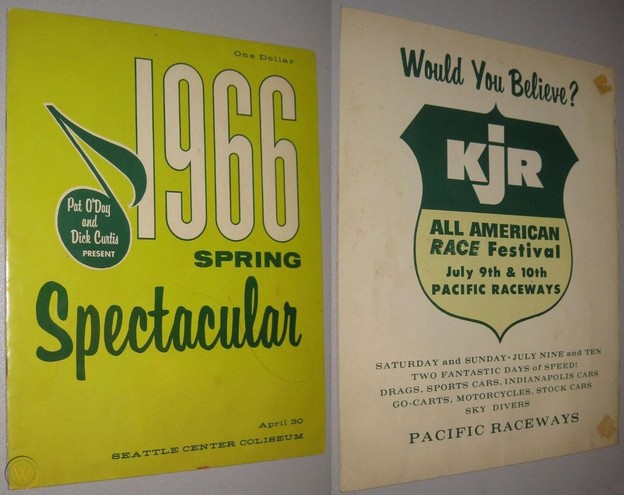 One Dollar
1966
Pat O'Day
and
Dick Curtis
PRESENT
SPRING
Spectacular
April 30
SEATTLE CENTER COLISEUM
Would You Believe?
KJR
ALL AMERICAN
RACE Festival
July 9th & 10th
PACIFIC RACEWAYS
SATURDAY and SUNDAY · JULY NINE and TEN
TWO FANTASTIC DAYS of SPEED!
DRAGS, SPORTS CARS, INDIANAPOLIS CARS
GO-CARTS, MOTORCYCLES, STOCK CARS
SKY DIVERS
PACIFIC RACEWAYS
W